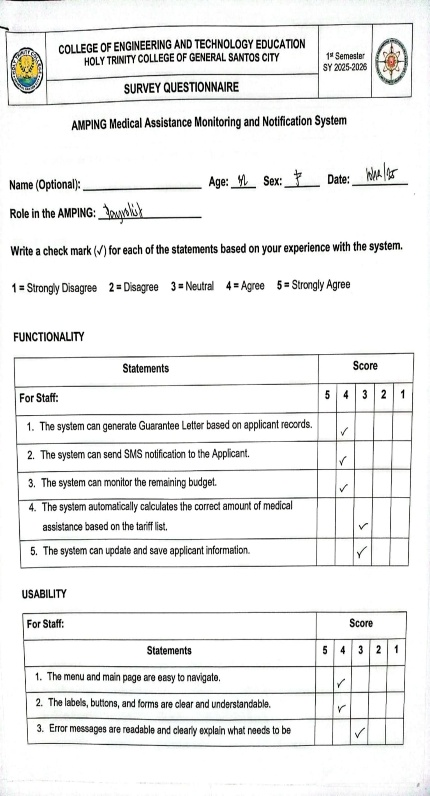 COLLEGE OF ENGINEERING AND TECHNOLOGY EDUCATION
HOLY TRINITY COLLEGE OF GENERAL SANTOS CITY
1st Semester
SY 2025-2026
SURVEY QUESTIONNAIRE
AMPING Medical Assistance Monitoring and Notification System
Name (Optional): Age: Sex: F Date:
Role in the AMPING:
Write a check mark (✓) for each of the statements based on your experience with the system.
1 = Strongly Disagree 2 = Disagree 3 = Neutral 4 = Agree 5 = Strongly Agree
FUNCTIONALITY
Statements Score
For Staff: 5 4 3 2 1
1. The system can generate Guarantee Letter based on applicant records. ✓
2. The system can send SMS notification to the Applicant. ✓
3. The system can monitor the remaining budget. ✓
4. The system automatically calculates the correct amount of medical
assistance based on the tariff list. ✓
5. The system can update and save applicant information. ✓
USABILITY
For Staff: Score
Statements 5 4 3 2 1
1. The menu and main page are easy to navigate. ✓
2. The labels, buttons, and forms are clear and understandable. ✓
3. Error messages are readable and clearly explain what needs to be ✓